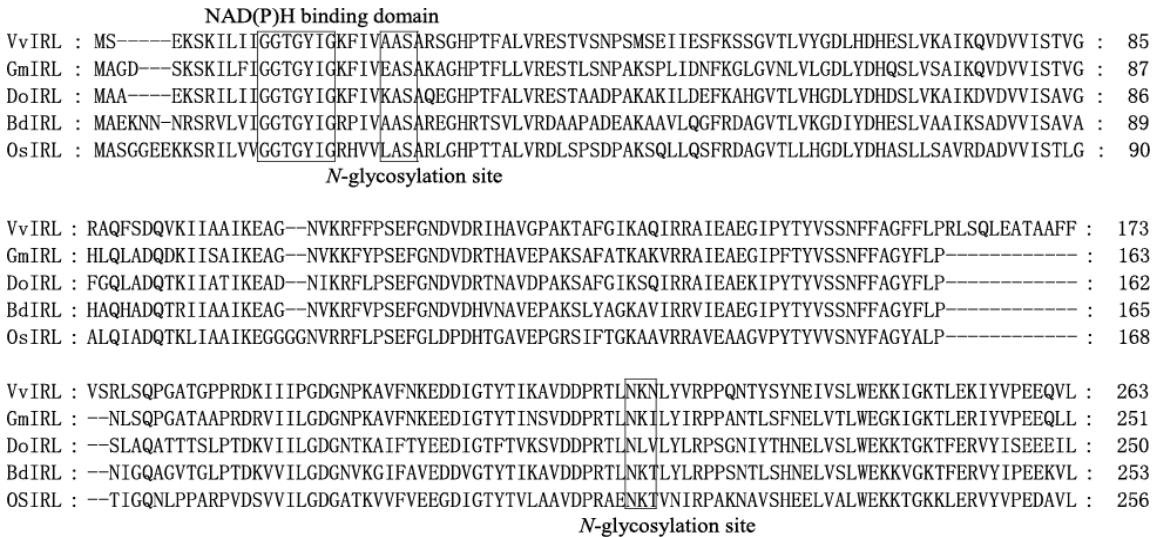 NAD(P)H binding domain
VvIRL : MS-----EKSKILIIGGTGYIGKFIVAASARSGHPTFALVRESTVSNPSMSEIIESFKSSGVTLVYGDLHDHESLVKAIKQVDVVISTVG : 85
GmIRL : MAGD---SKSKILFIGGTGYIGKFIVEASAKAGHPTFLLVRESTLSNPAKSPLIDNFKGLGVNLVLGDLYDHQSLVSAIKQVDVVISTVG : 87
DoIRL : MAA----EKSRILIIGGTGYIGKFIVKASAQEGHPTFALVRESTAADPAKAKILDEFKAHGVTLVHGDLYDHDSLVKAIKDVDVVISAVG : 86
BdIRL : MAEKNN-NRSRVLVIGGTGYIGRPIVAASAREGHRTSVLVRDAAPADEAKAAVLQGFRDAGVTLVKGDIYDHESLVAAIKSADVVISAVA : 89
OsIRL : MASGGEEKKSRILVVGGTGYIGRHVVLASARLGHPTTALVRDLSPSDPAKSQLLQSFRDAGVTLLHGDLYDHASLLSAVRDADVVISTLG : 90
N-glycosylation site
VvIRL : RAQFSDQVKIIAAIKEAG--NVKRFFPSEFGNDVDRIHAVGPAKTAFGIKAQIRRAIEAEGIPYTYVSSNFFAGFFLPRLSQLEATAAFF : 173
GmIRL : HLQLADQDKIISAIKEAG--NVKKFYPSEFGNDVDRTHAVEPAKSAFATKAKVRRAIEAEGIPFTYVSSNFFAGYFLP------------ : 163
DoIRL : FGQLADQTKIIATIKEAD--NIKRFLPSEFGNDVDRTNAVDPAKSAFGIKSQIRRAIEAEKIPYTYVSSNFFAGYFLP------------ : 162
BdIRL : HAQHADQTRIIAAIKEAG--NVKRFVPSEFGNDVDHVNAVEPAKSLYAGKAVIRRVIEAEGIPYTYVSSNFFAGYFLP------------ : 165
OsIRL : ALQIADQTKLIAAIKEGGGGNVRRFLPSEFGLDPDHTGAVEPGRSIFTGKAAVRRAVEAAGVPYTYVVSNYFAGYALP------------ : 168
VvIRL : VSRLSQPGATGPPRDKIIIPGDGNPKAVFNKEDDIGTYTIKAVDDPRTLNKNLYVRPPQNTYSYNEIVSLWEKKIGKTLEKIYVPEEQVL : 263
GmIRL : --NLSQPGATAAPRDRVIILGDGNPKAVFNKEEDIGTYTINSVDDPRTLNKILYIRPPANTLSFNELVTLWEGKIGKTLERIYVPEEQLL : 251
DoIRL : --SLAQATTTSLPTDKVIILGDGNTKAIFTYEEDIGTFTVKSVDDPRTLNLVLYLRPSGNIYTHNELVSLWEKKTGKTFERVYISEEEIL : 250
BdIRL : --NIGQAGVTGLPTDKVVILGDGNVKGIFAVEDDVGTYTIKAVDDPRTLNKTLYLRPPSNTLSHNELVSLWEKKVGKTFERVYIPEEKVL : 253
OSIRL : --TIGQNLPPARPVDSVVILGDGATKVVFVEEGDIGTYTVLAAVDPRAENKTVNIRPAKNAVSHEELVALWEKKTGKKLERVYVPEDAVL : 256
N-glycosylation site